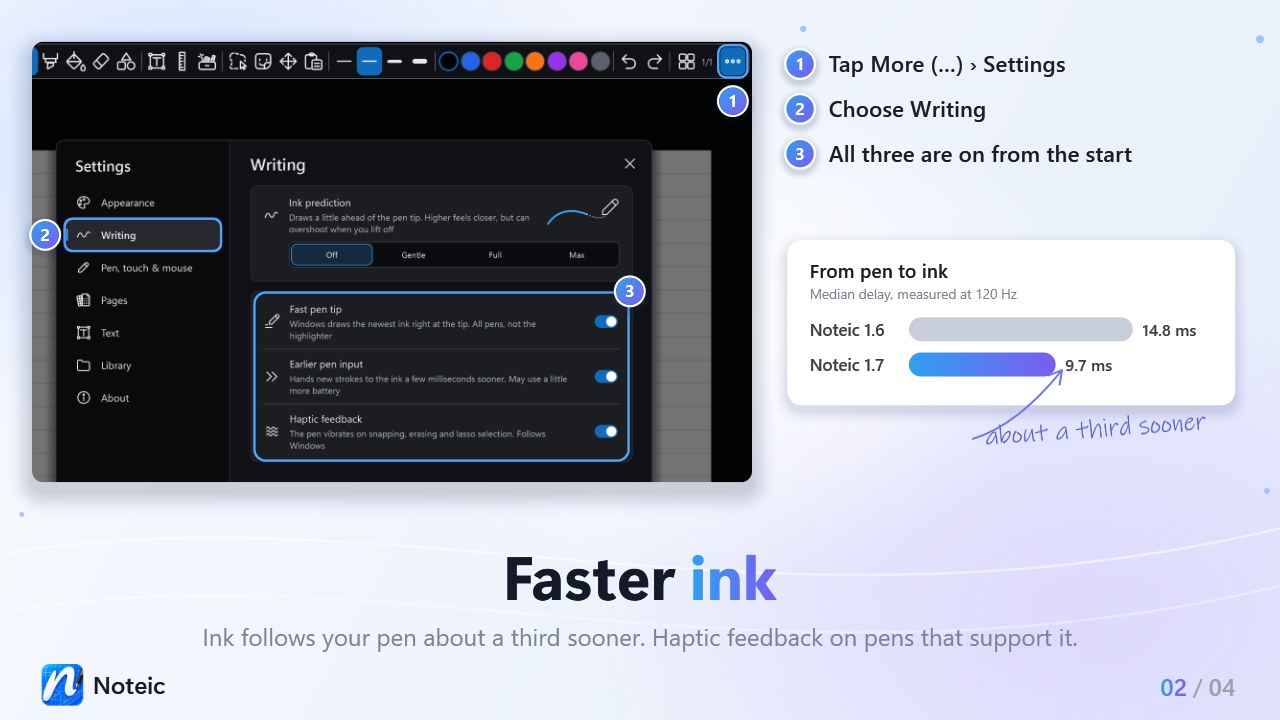 1/1
1
Settings
Appearance
2
Writing
Pen, touch & mouse
Pages
Text
Library
About
Writing
Ink prediction
Draws a little ahead of the pen tip. Higher feels closer, but can
overshoot when you lift off
Off Gentle Full Max
3
Fast pen tip
Windows draws the newest ink right at the tip. All pens, not the
highlighter
Earlier pen input
Hands new strokes to the ink a few milliseconds sooner. May use a little
more battery
Haptic feedback
The pen vibrates on snapping, erasing and lasso selection. Follows
Windows
1 Tap More (...) › Settings
2 Choose Writing
3 All three are on from the start
From pen to ink
Median delay, measured at 120 Hz
Noteic 1.6 14.8 ms
Noteic 1.7 9.7 ms
about a third sooner
Faster ink
Ink follows your pen about a third sooner. Haptic feedback on pens that support it.
n Noteic
02 / 04